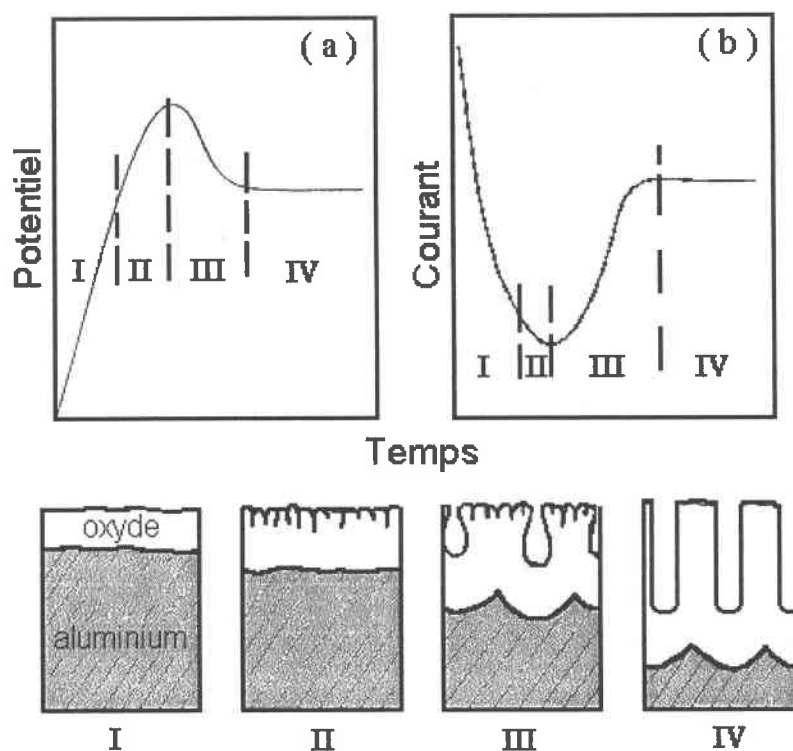 ( a )
Potentiel
I
II
III
IV
( b )
Courant
I
II
III
IV
Temps
oxyde
aluminium
I
II
III
IV